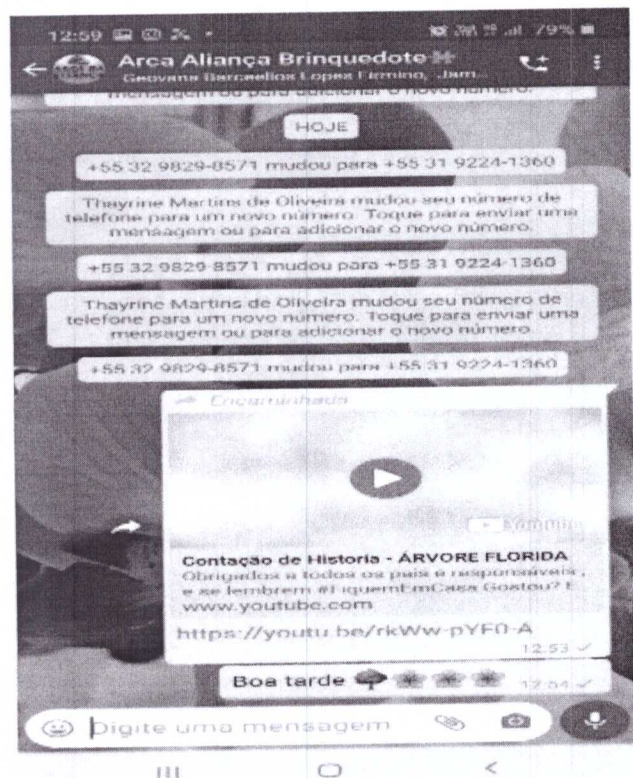 12:59 79%
Arca Aliança Brinquedote
Geovana Barcellos Lopes Firmino, Jam...
mensagem ou para adicionar o novo número.
HOJE
+55 32 9829-8571 mudou para +55 31 9224-1360
Thayrine Martins de Oliveira mudou seu número de
telefone para um novo número. Toque para enviar uma
mensagem ou para adicionar o novo número.
+55 32 9829-8571 mudou para +55 31 9224-1360
Thayrine Martins de Oliveira mudou seu número de
telefone para um novo número. Toque para enviar uma
mensagem ou para adicionar o novo número.
+55 32 9829-8571 mudou para +55 31 9224-1360
Encaminhada
Contação de Historia - ÁRVORE FLORIDA
Obrigados a todos os pais e responsáveis,
e se lembrem #FiquemEmCasa Gostou? E
www.youtube.com
https://youtu.be/rkWw-pYF0-A
12:53
Boa tarde 🌳🌸🌸🌸 12:54
Digite uma mensagem